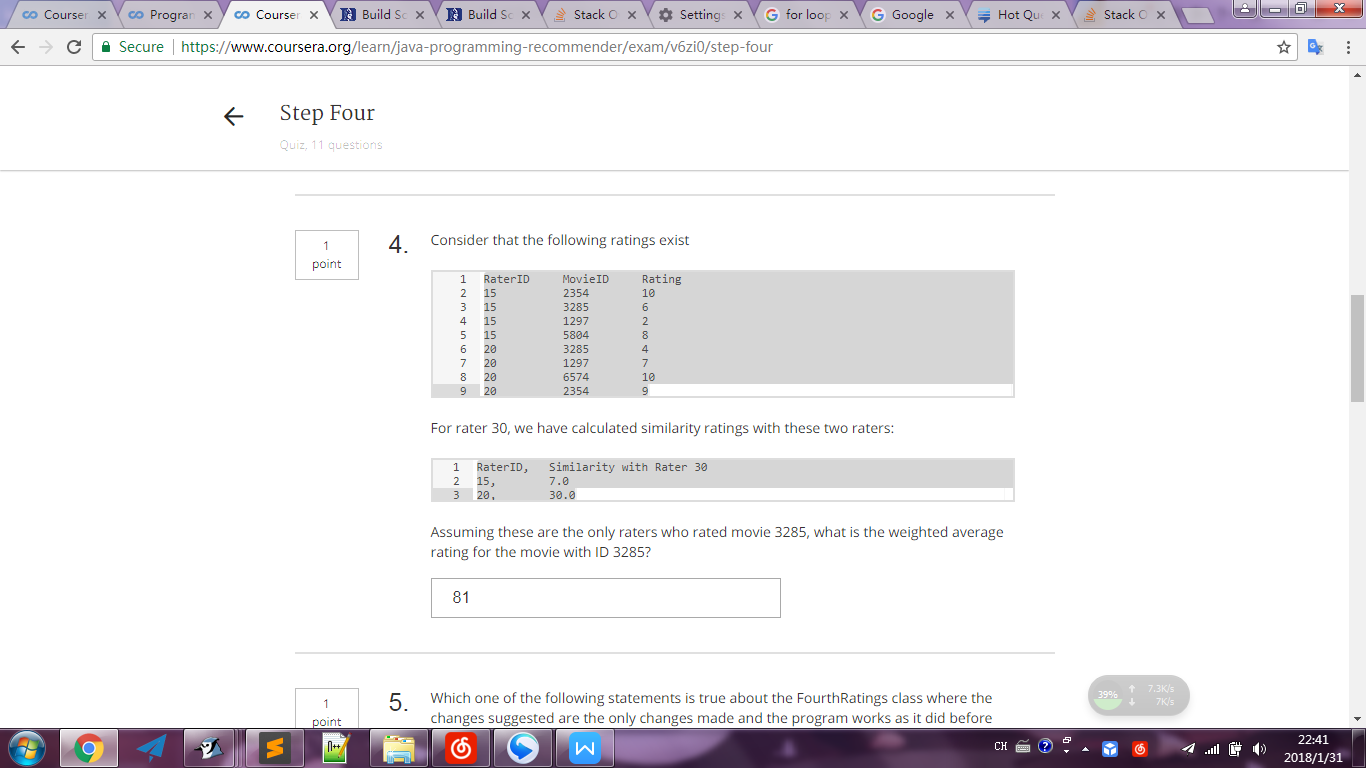 Courser
Program
Courser
Build Sc
Build Sc
Stack O
Settings
for loop
Google
Hot Qu
Stack O
Secure
https://www.coursera.org/learn/java-programming-recommender/exam/v6zi0/step-four
Step Four
Quiz, 11 questions
1
point
4.
Consider that the following ratings exist
1 RaterID MovieID Rating
2 15 2354 10
3 15 3285 6
4 15 1297 2
5 15 5804 8
6 20 3285 4
7 20 1297 7
8 20 6574 10
9 20 2354 9
For rater 30, we have calculated similarity ratings with these two raters:
1 RaterID, Similarity with Rater 30
2 15, 7.0
3 20, 30.0
Assuming these are the only raters who rated movie 3285, what is the weighted average
rating for the movie with ID 3285?
81
1
point
5.
Which one of the following statements is true about the FourthRatings class where the
changes suggested are the only changes made and the program works as it did before
39%
7.3K/s
7K/s
CH
22:41
2018/1/31